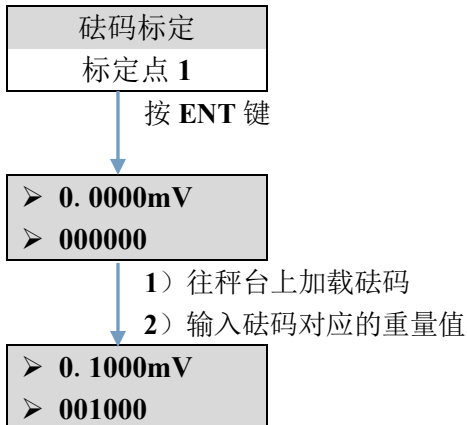 砝码标定
标定点 1
按 ENT 键
➢ 0. 0000mV
➢ 000000
1）往秤台上加载砝码
2）输入砝码对应的重量值
➢ 0. 1000mV
➢ 001000